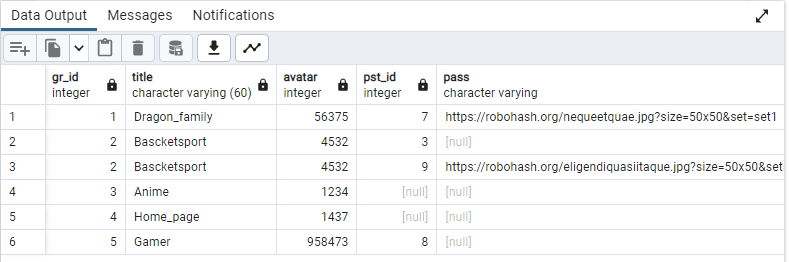 Data Output Messages Notifications
gr_id title avatar pst_id pass
integer character varying (60) integer integer character varying
1 1 Dragon_family 56375 7 https://robohash.org/nequeetquae.jpg?size=50x50&set=set1
2 2 Bascketsport 4532 3 [null]
3 2 Bascketsport 4532 9 https://robohash.org/eligendiquasiitaque.jpg?size=50x50&set
4 3 Anime 1234 [null] [null]
5 4 Home_page 1437 [null] [null]
6 5 Gamer 958473 8 [null]